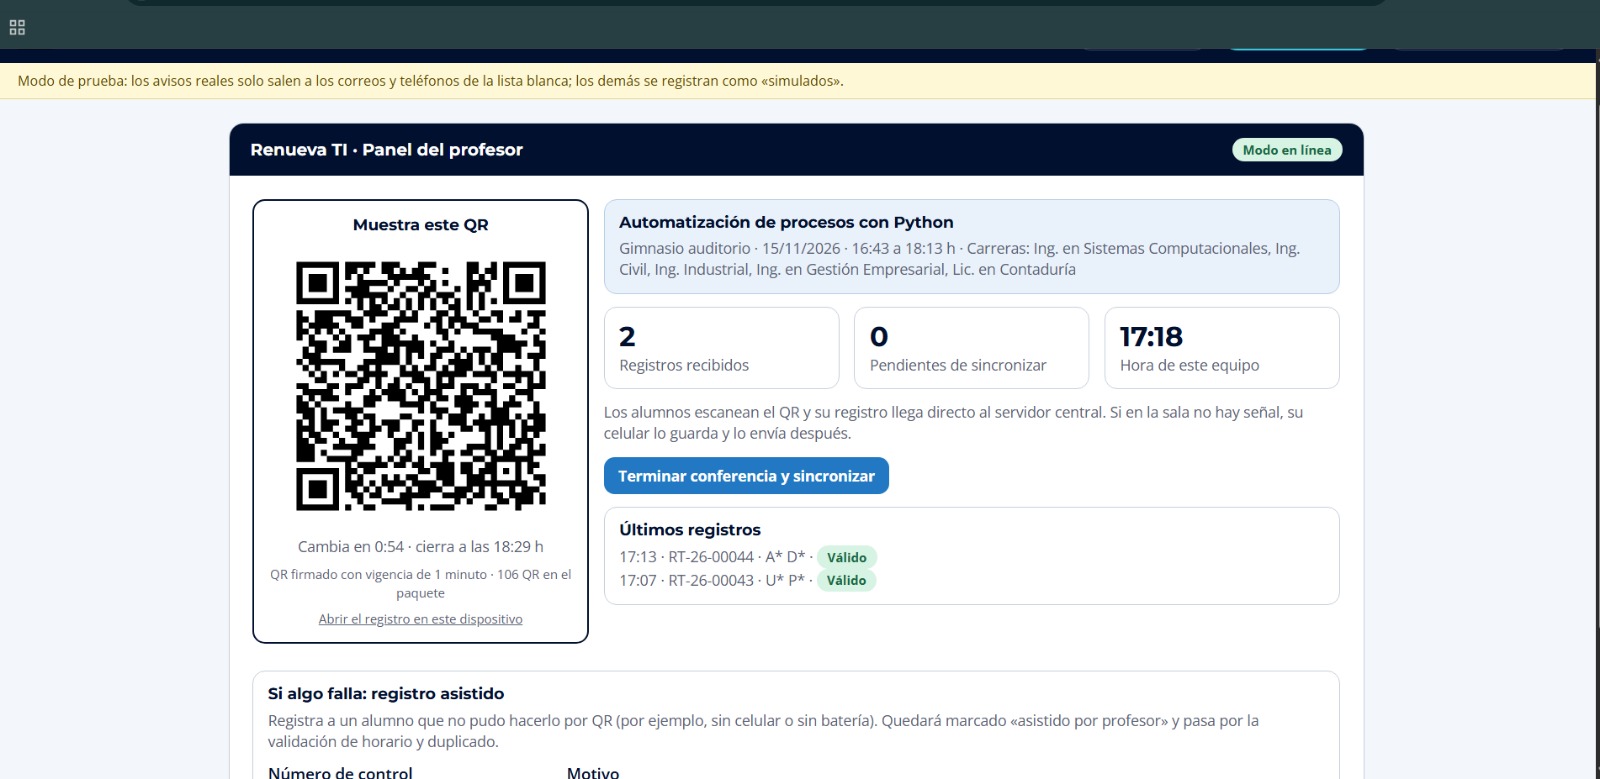 Modo de prueba: los avisos reales solo salen a los correos y teléfonos de la lista blanca; los demás se registran como «simulados».
Renueva TI · Panel del profesor
Modo en línea
Muestra este QR
Cambia en 0:54 · cierra a las 18:29 h
QR firmado con vigencia de 1 minuto · 106 QR en el
paquete
Abrir el registro en este dispositivo
Automatización de procesos con Python
Gimnasio auditorio · 15/11/2026 · 16:43 a 18:13 h · Carreras: Ing. en Sistemas Computacionales, Ing.
Civil, Ing. Industrial, Ing. en Gestión Empresarial, Lic. en Contaduría
2
Registros recibidos
0
Pendientes de sincronizar
17:18
Hora de este equipo
Los alumnos escanean el QR y su registro llega directo al servidor central. Si en la sala no hay señal, su
celular lo guarda y lo envía después.
Terminar conferencia y sincronizar
Últimos registros
17:13 · RT-26-00044 · A* D* · Válido
17:07 · RT-26-00043 · U* P* · Válido
Si algo falla: registro asistido
Registra a un alumno que no pudo hacerlo por QR (por ejemplo, sin celular o sin batería). Quedará marcado «asistido por profesor» y pasa por la
validación de horario y duplicado.
Número de control
Motivo